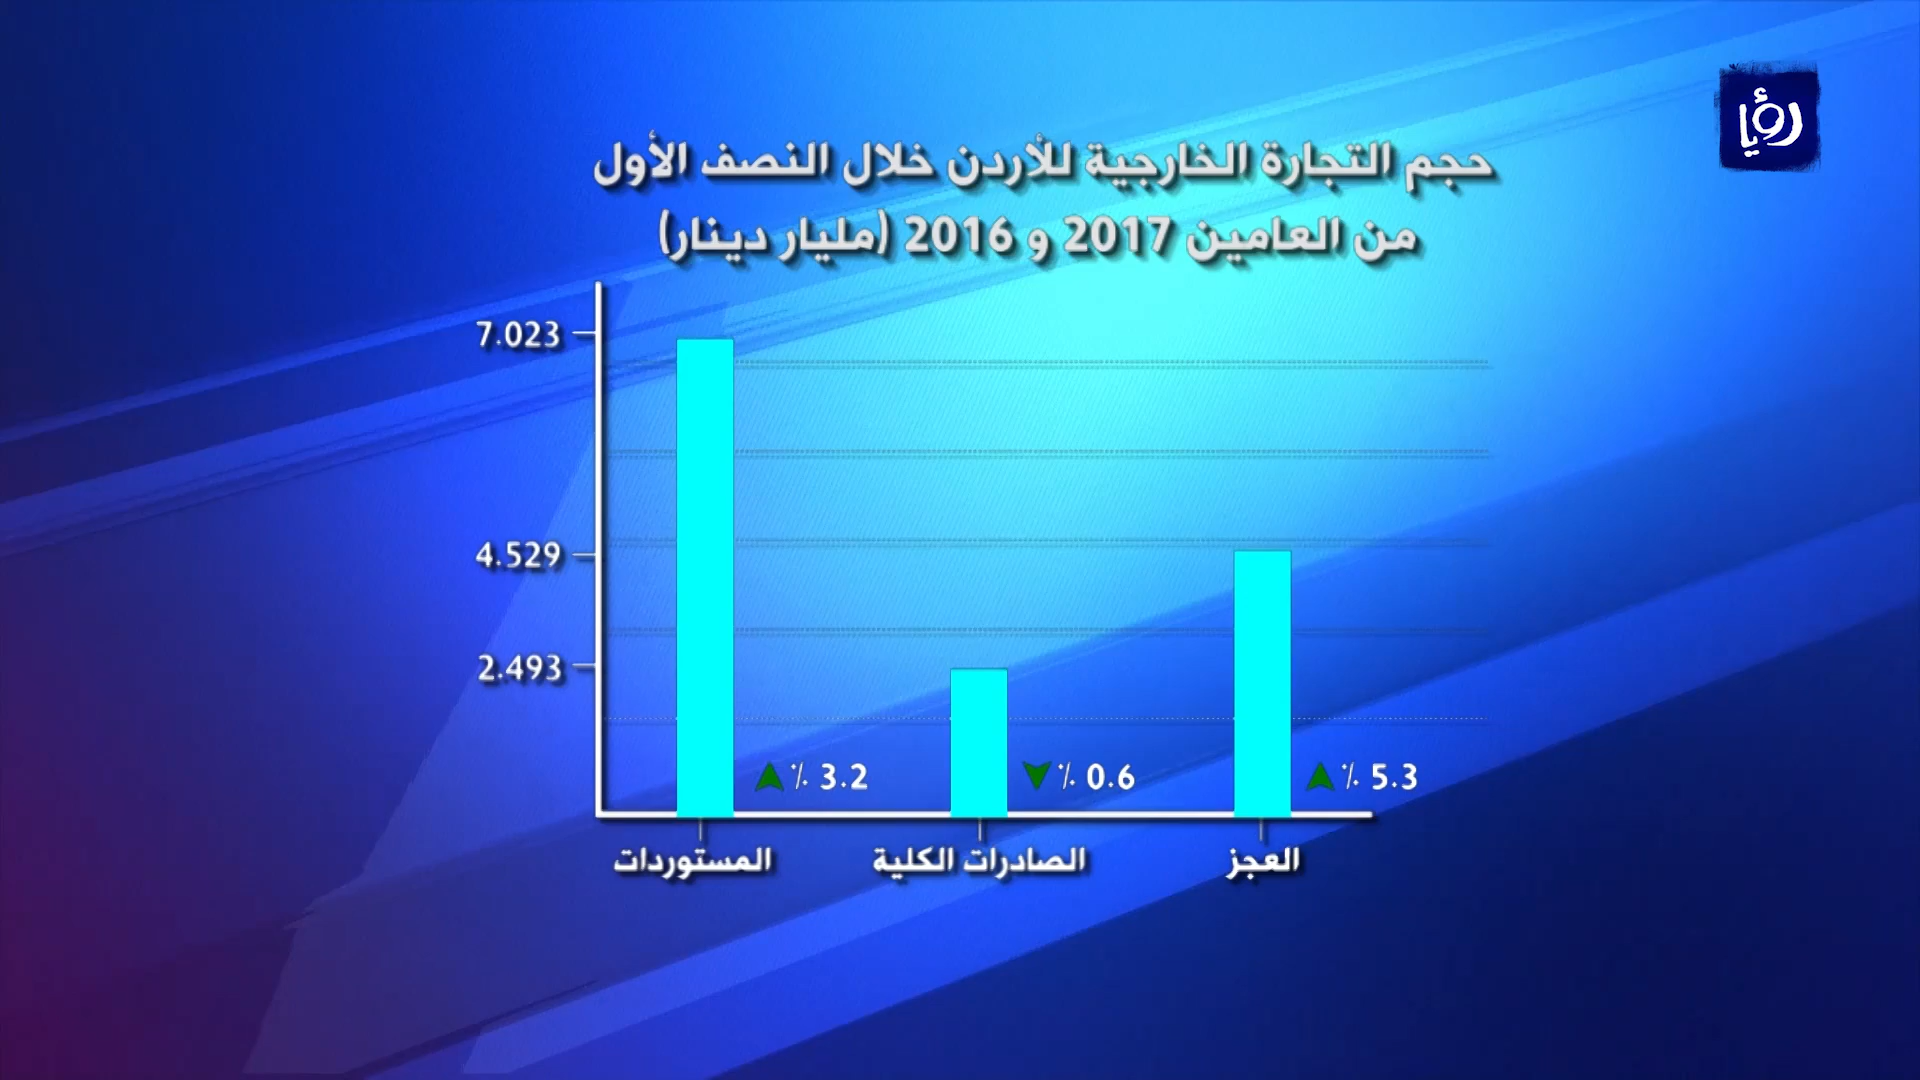 رؤيا
حجم التجارة الخارجية للأردن خلال النصف الأول
من العامين 2017 و 2016 (مليار دينار)
7.023
4.529
2.493
٪ 3.2
٪ 0.6
٪ 5.3
المستوردات
الصادرات الكلية
العجز